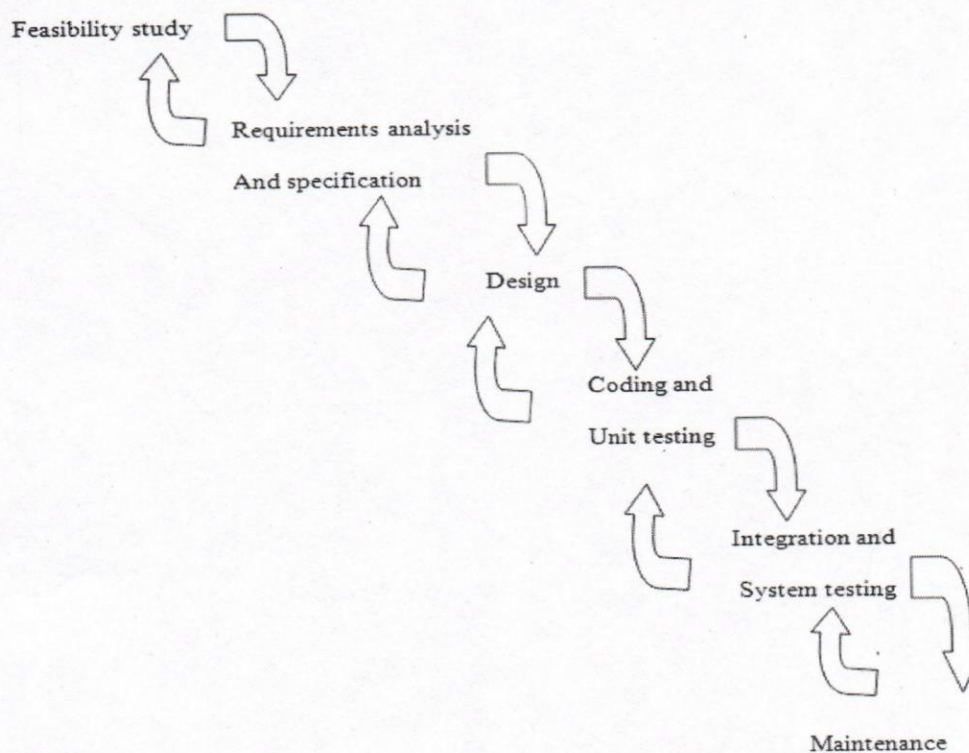 Feasibility study
Requirements analysis
And specification
Design
Coding and
Unit testing
Integration and
System testing
Maintenance